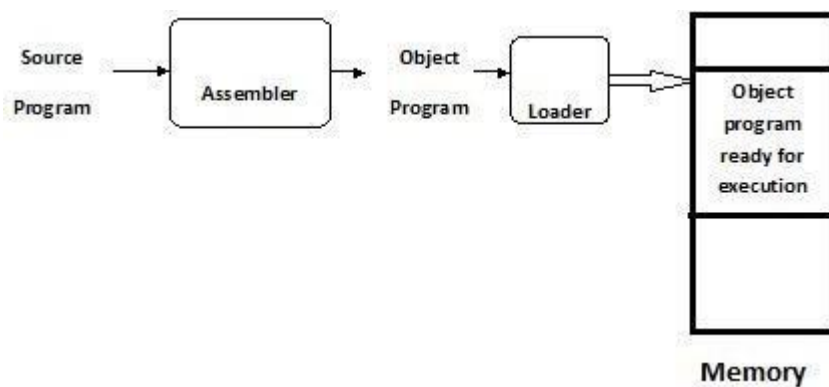 Source
Program
Assembler
Object
Program
Loader
Object
program
ready for
execution
Memory